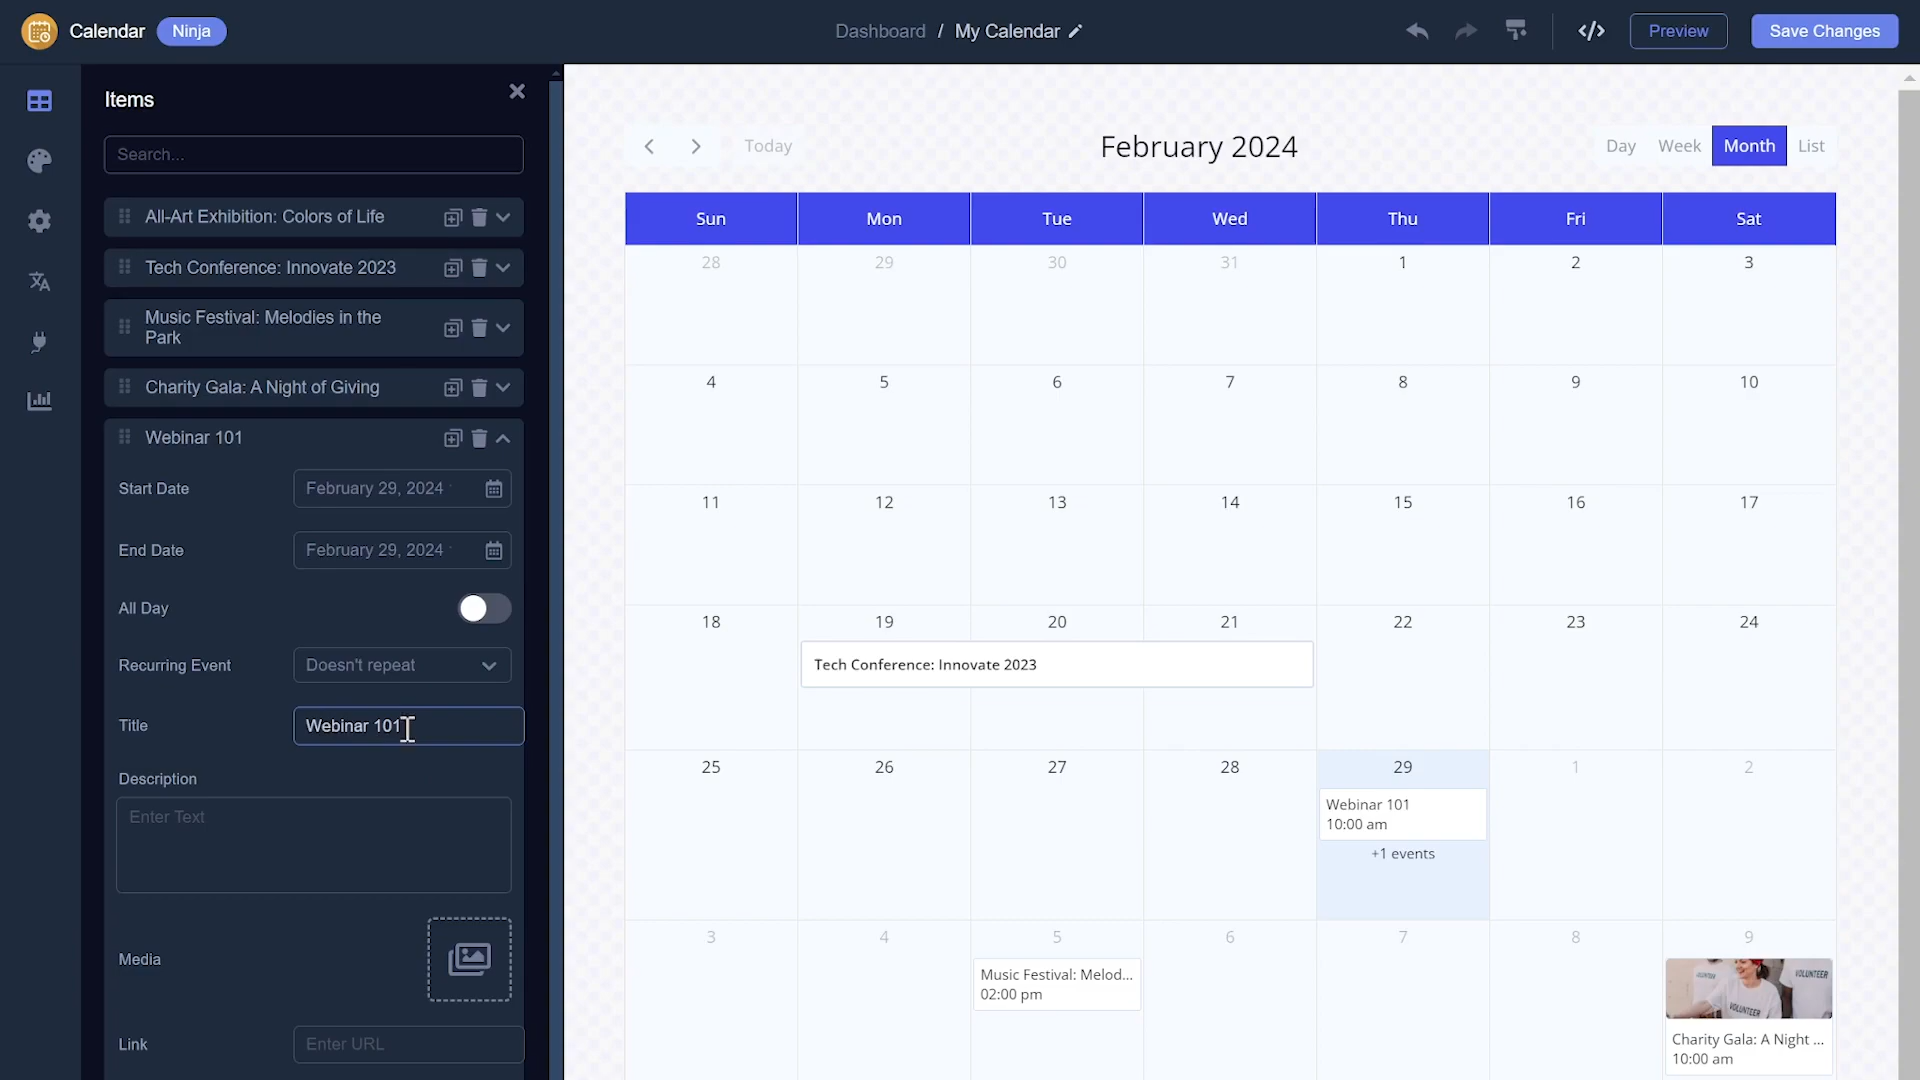 Calendar Ninja
Dashboard / My Calendar
Preview
Save Changes
Items
Search...
All-Art Exhibition: Colors of Life
Tech Conference: Innovate 2023
Music Festival: Melodies in the
Park
Charity Gala: A Night of Giving
Webinar 101
Start Date February 29, 2024
End Date February 29, 2024
All Day
Recurring Event Doesn't repeat
Title Webinar 101
Description
Enter Text
Media
Link Enter URL
Today
February 2024
Day Week Month List
Sun Mon Tue Wed Thu Fri Sat
28 29 30 31 1 2 3
4 5 6 7 8 9 10
11 12 13 14 15 16 17
18 19 20 21 22 23 24
Tech Conference: Innovate 2023
25 26 27 28 29 1 2
Webinar 101
10:00 am
+1 events
3 4 5 6 7 8 9
Music Festival: Melod...
02:00 pm
VOLUNTEER
VOLUNTEER
Charity Gala: A Night ...
10:00 am